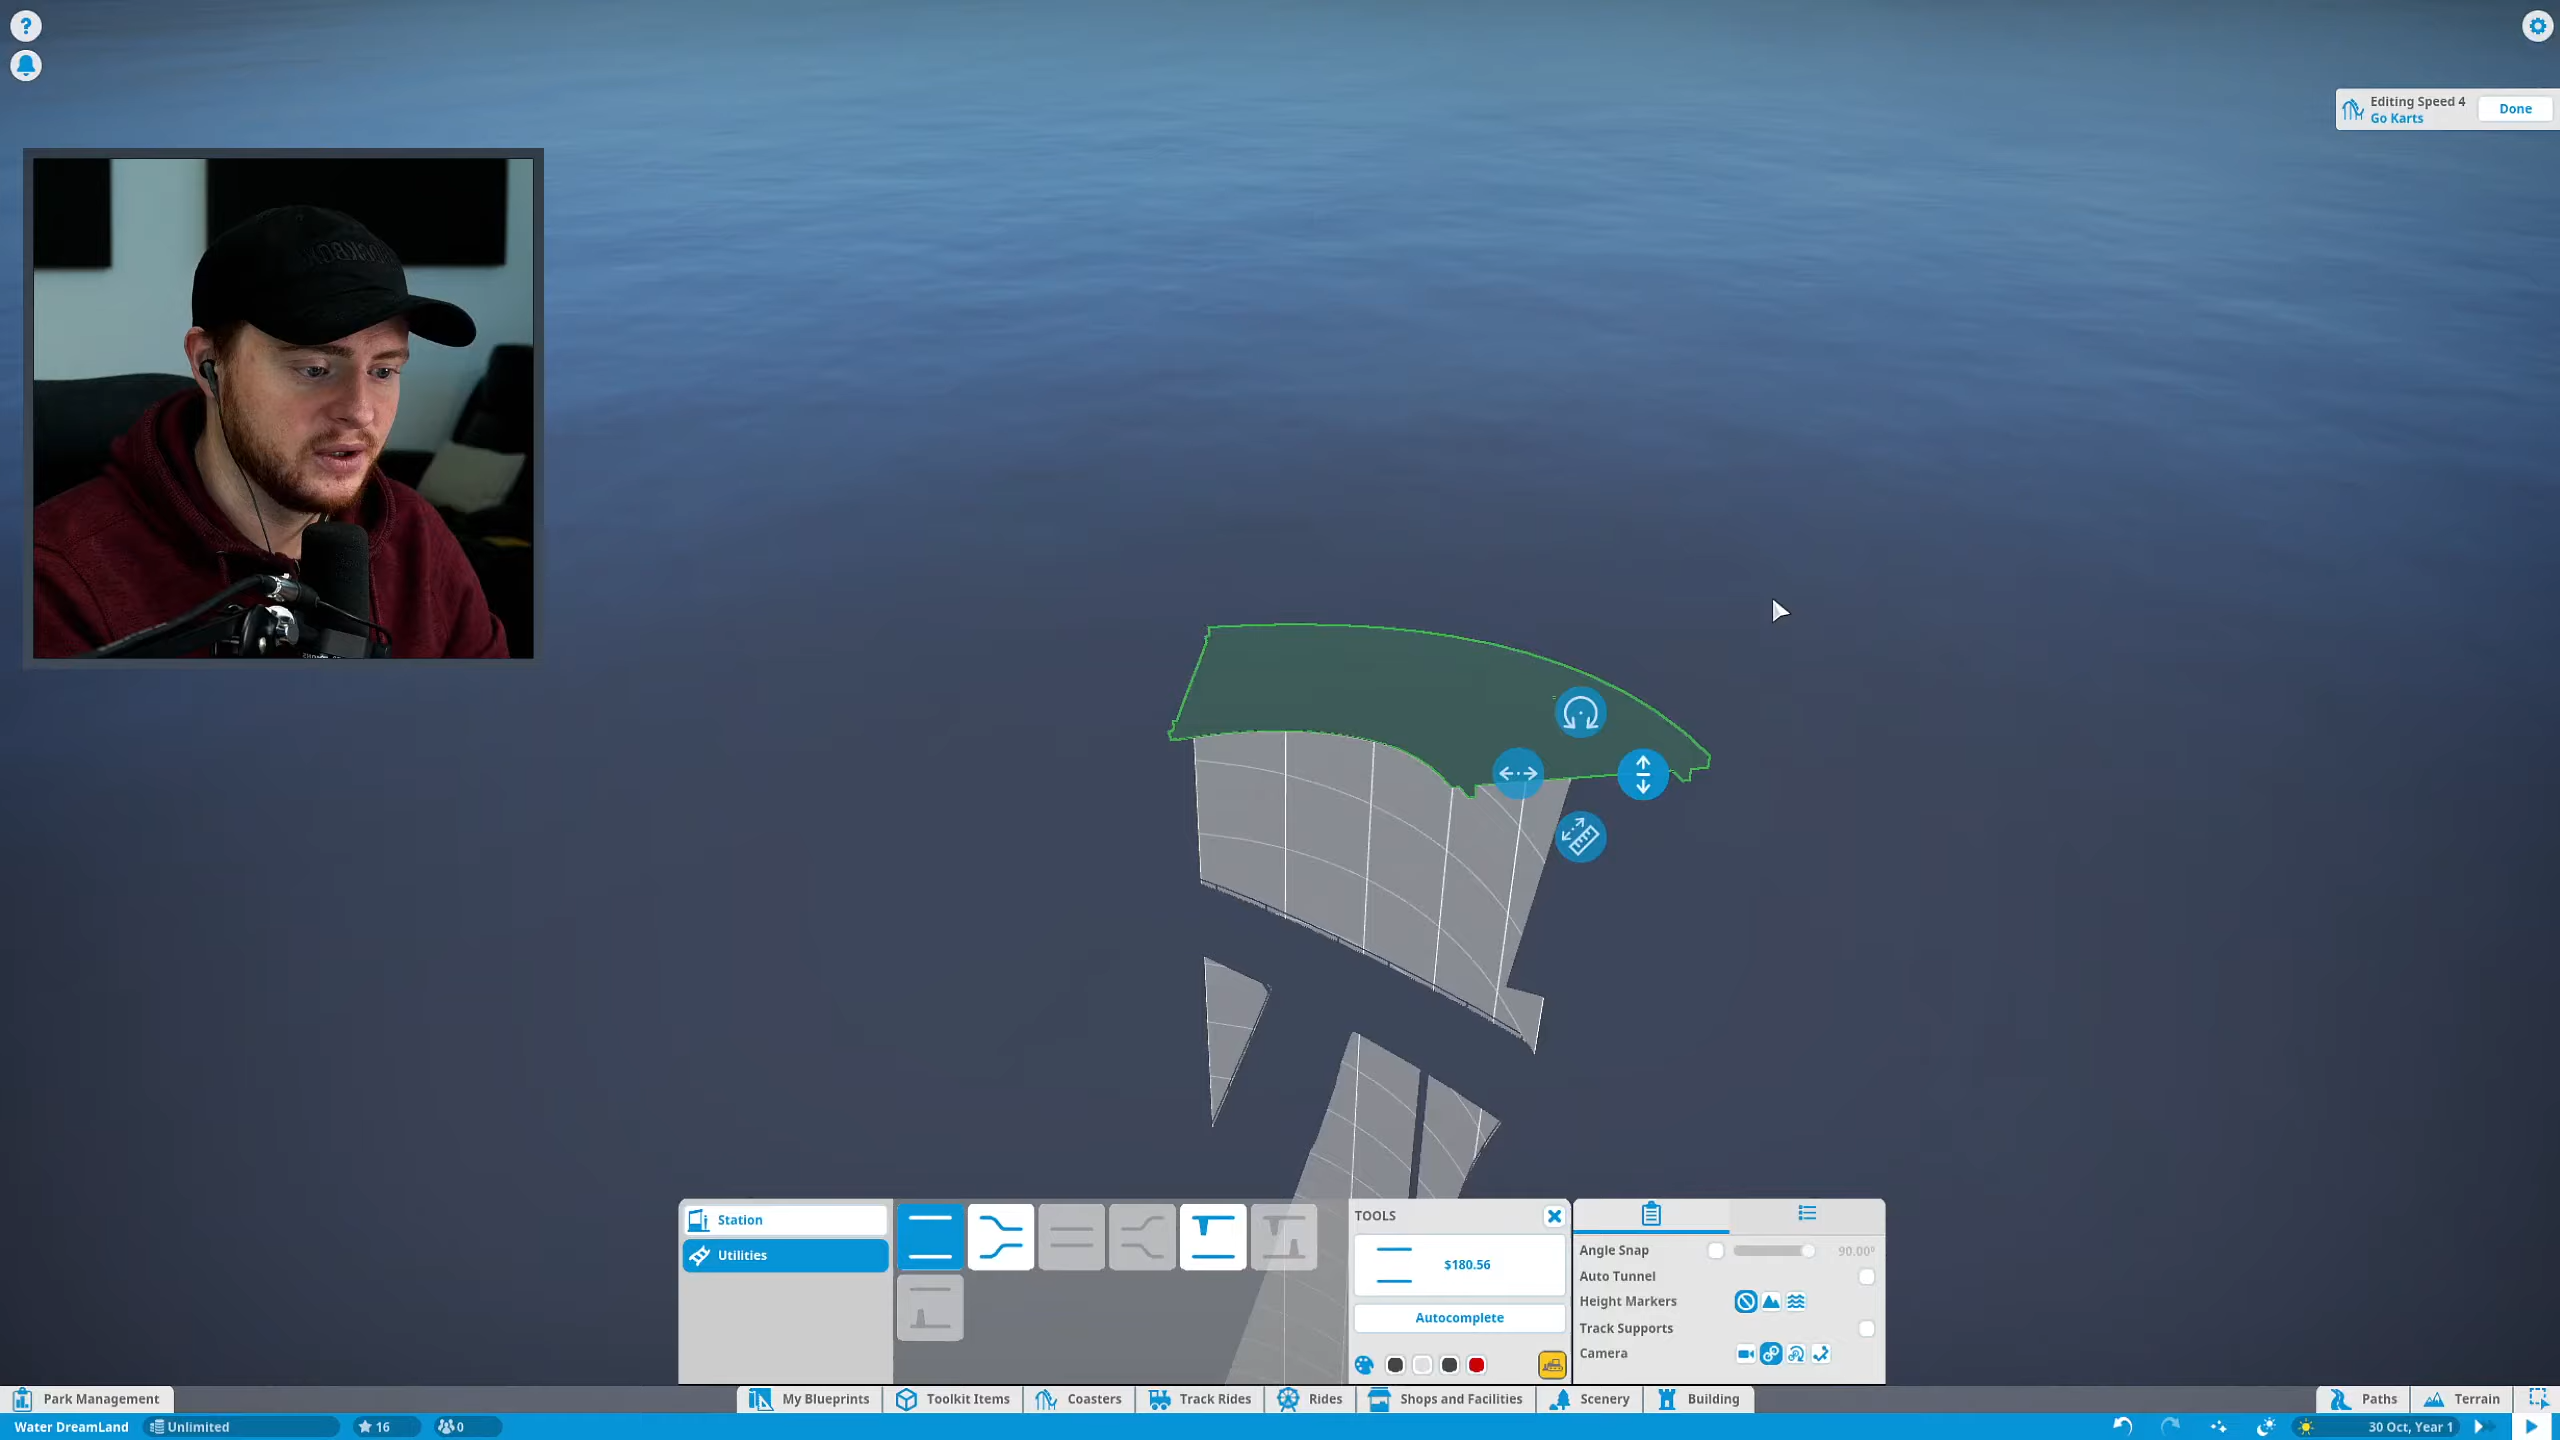 ?
Editing Speed 4
Go Karts
Done
Station
Utilities
TOOLS
$180.56
Autocomplete
Angle Snap
90.00°
Auto Tunnel
Height Markers
Track Supports
Camera
Park Management
My Blueprints
Toolkit Items
Coasters
Track Rides
Rides
Shops and Facilities
Scenery
Building
Paths
Terrain
Water DreamLand
Unlimited
16
0
30 Oct, Year 1